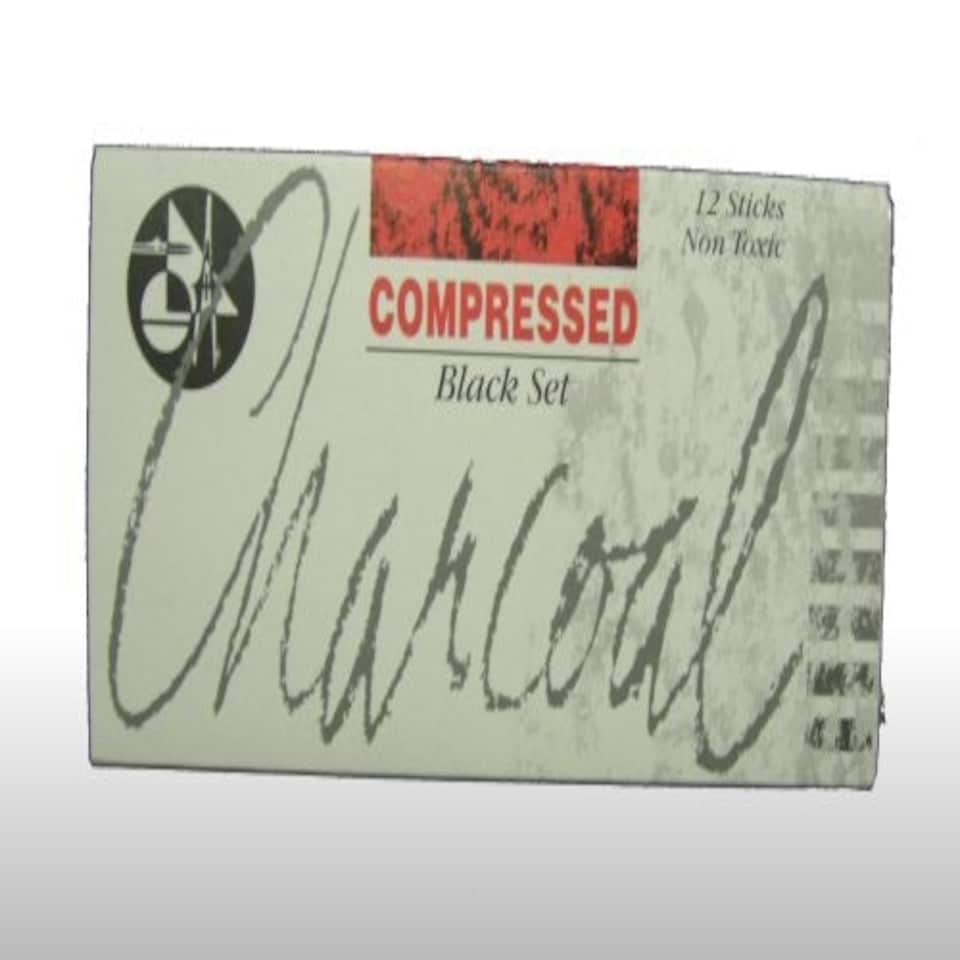 12 Sticks
Non Toxic
COMPRESSED
Black Set
Charcoal